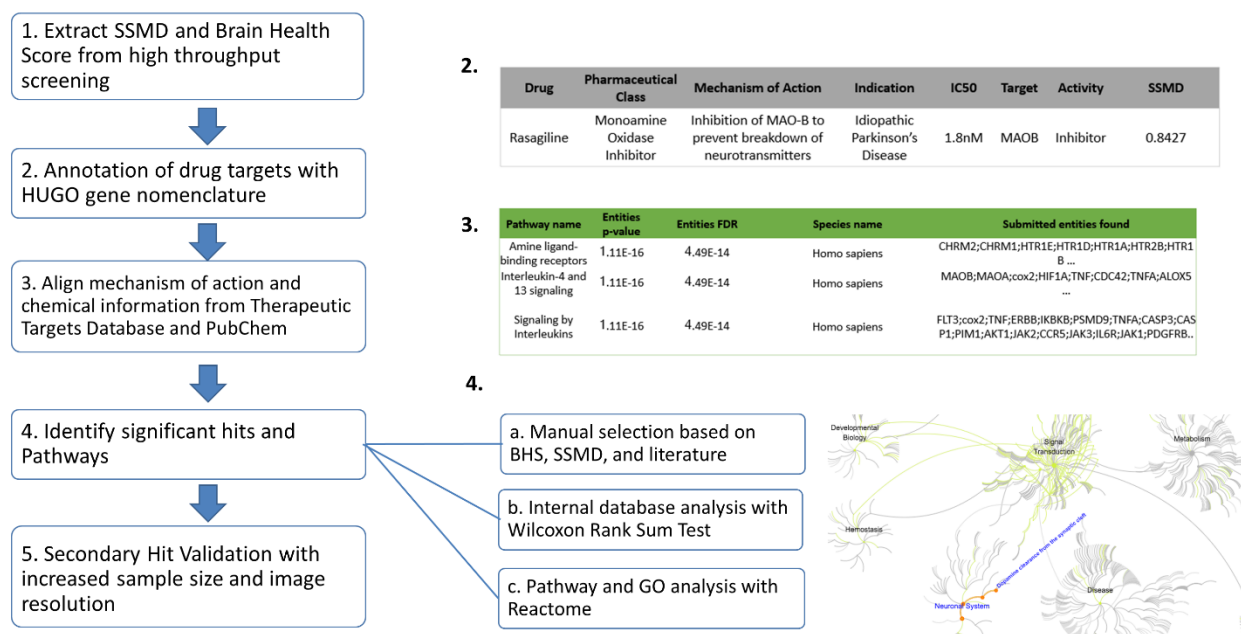 1. Extract SSMD and Brain Health
Score from high throughput
screening
2. Annotation of drug targets with
HUGO gene nomenclature
3. Align mechanism of action and
chemical information from Therapeutic
Targets Database and PubChem
4. Identify significant hits and
Pathways
5. Secondary Hit Validation with
increased sample size and image
resolution
2.
Drug Pharmaceutical Class Mechanism of Action Indication IC50 Target Activity SSMD
Rasagiline Monoamine Oxidase Inhibitor Inhibition of MAO-B to prevent breakdown of neurotransmitters Idiopathic Parkinson's Disease 1.8nM MAOB Inhibitor 0.8427
3.
Pathway name Entities p-value Entities FDR Species name Submitted entities found
Amine ligand-binding receptors 1.11E-16 4.49E-14 Homo sapiens CHRM2;CHRM1;HTR1E;HTR1D;HTR1A;HTR2B;HTR1B ...
Interleukin-4 and 13 signaling 1.11E-16 4.49E-14 Homo sapiens MAOB;MAOA;cox2;HIF1A;TNF;CDC42;TNFA;ALOX5 ...
Signaling by Interleukins 1.11E-16 4.49E-14 Homo sapiens FLT3;cox2;TNF;ERBB;IKBKB;PSMD9;TNFA;CASP3;CASP1;PIM1;AKT1;JAK2;CCR5;JAK3;IL6R;JAK1;PDGFRB..
4.
a. Manual selection based on
BHS, SSMD, and literature
b. Internal database analysis with
Wilcoxon Rank Sum Test
c. Pathway and GO analysis with
Reactome
Developmental
Biology
Signal
Transduction
Metabolism
Hemostasis
Dopamine clearance from the synaptic cleft
Neuronal System
Disease